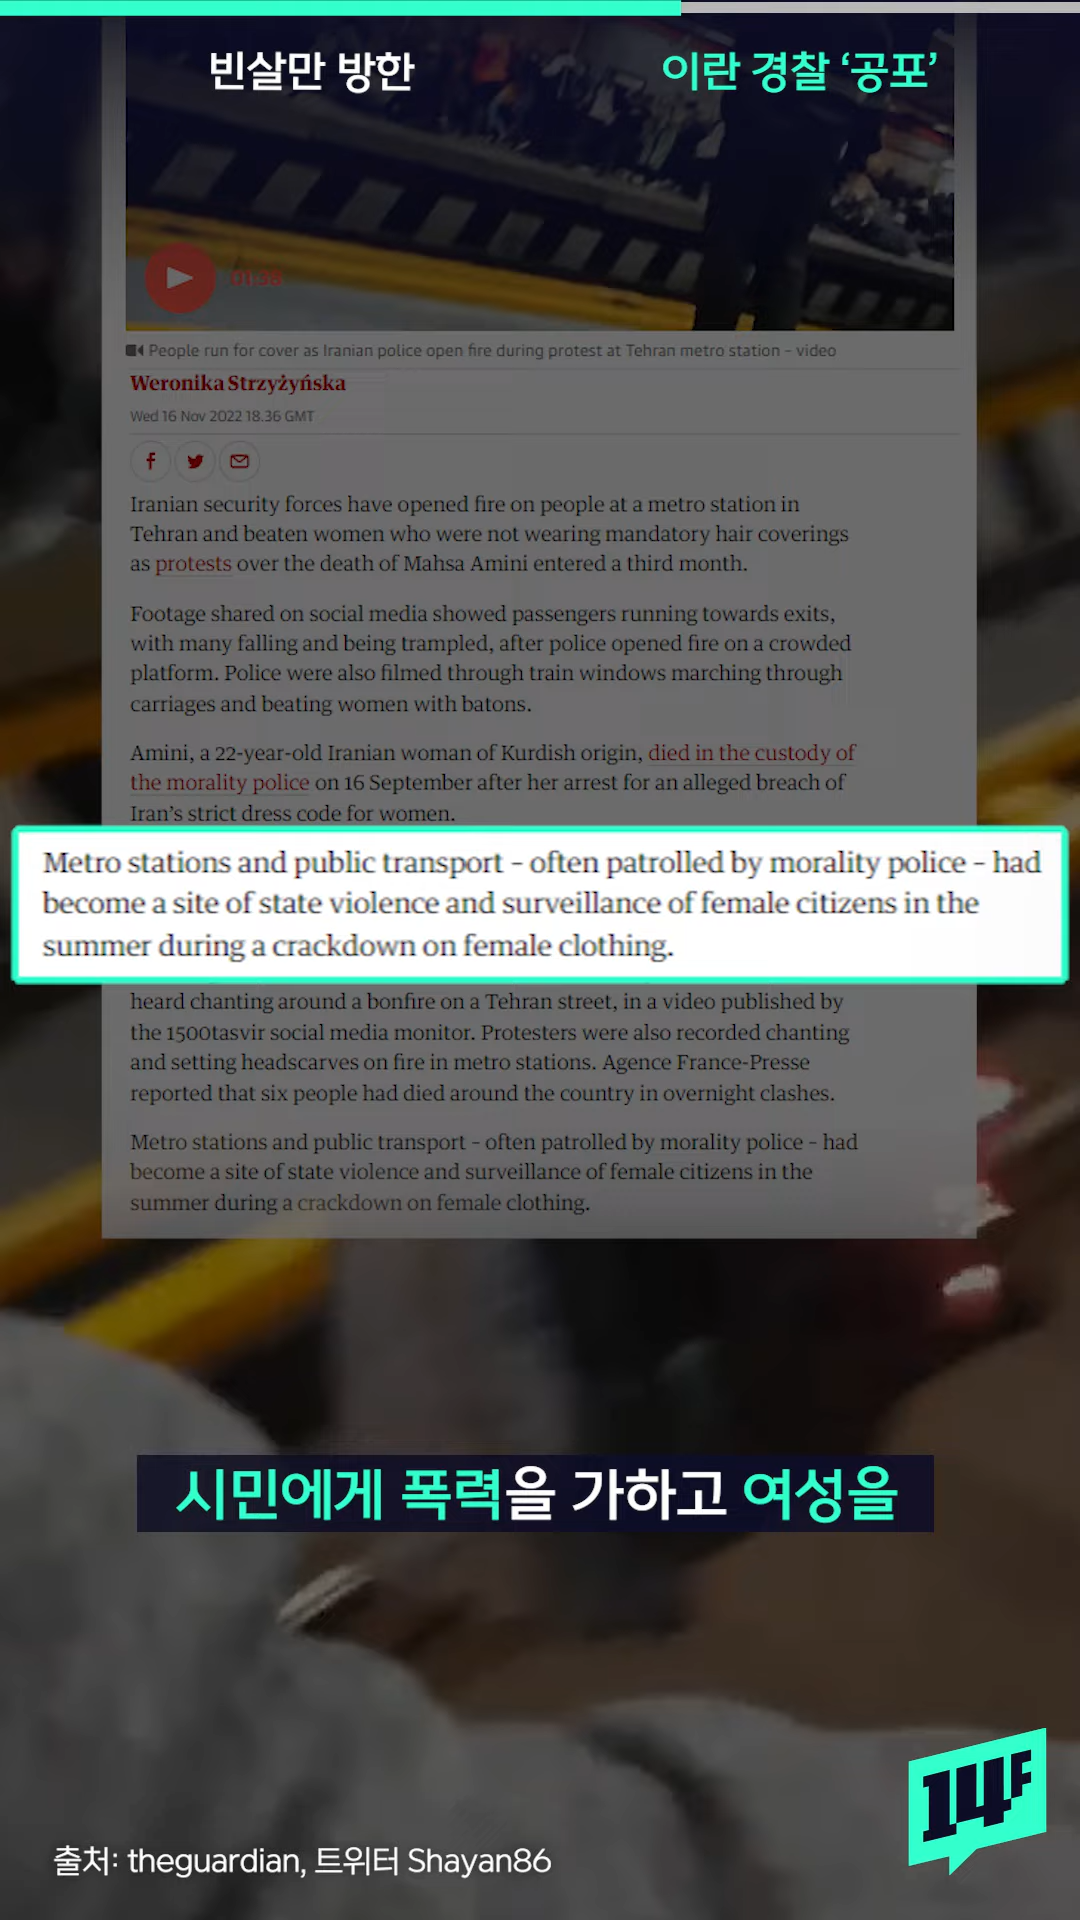 빈살만 방한
이란 경찰 ‘공포’
01:38
People run for cover as Iranian police open fire during protest at Tehran metro station – video
Weronika Strzyżyńska
Wed 16 Nov 2022 18.36 GMT
Iranian security forces have opened fire on people at a metro station in
Tehran and beaten women who were not wearing mandatory hair coverings
as protests over the death of Mahsa Amini entered a third month.
Footage shared on social media showed passengers running towards exits,
with many falling and being trampled, after police opened fire on a crowded
platform. Police were also filmed through train windows marching through
carriages and beating women with batons.
Amini, a 22-year-old Iranian woman of Kurdish origin, died in the custody of
the morality police on 16 September after her arrest for an alleged breach of
Iran’s strict dress code for women.
Metro stations and public transport – often patrolled by morality police – had
become a site of state violence and surveillance of female citizens in the
summer during a crackdown on female clothing.
heard chanting around a bonfire on a Tehran street, in a video published by
the 1500tasvir social media monitor. Protesters were also recorded chanting
and setting headscarves on fire in metro stations. Agence France-Presse
reported that six people had died around the country in overnight clashes.
Metro stations and public transport – often patrolled by morality police – had
become a site of state violence and surveillance of female citizens in the
summer during a crackdown on female clothing.
시민에게 폭력을 가하고 여성을
14F
출처: theguardian, 트위터 Shayan86